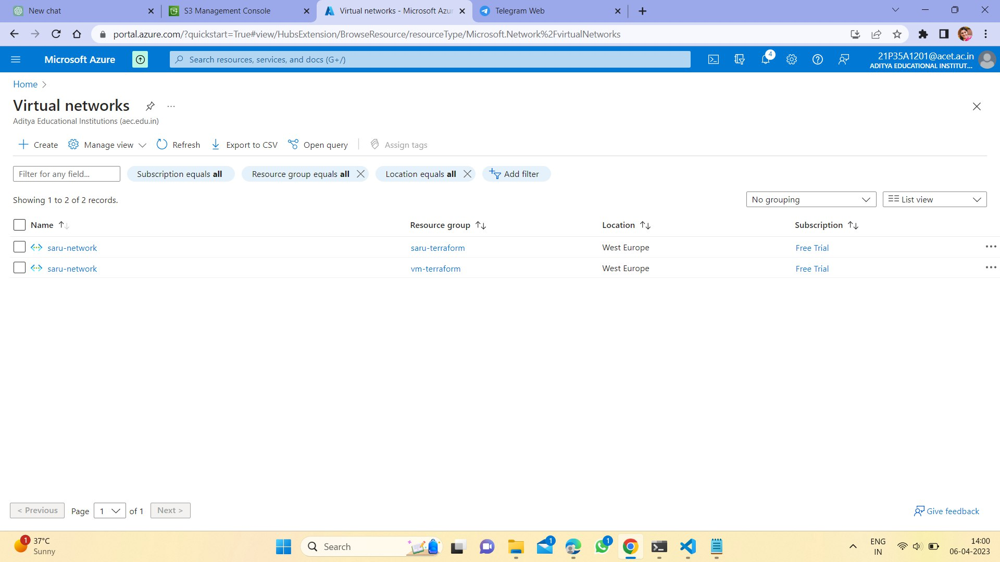 New chat
S3 Management Console
Virtual networks - Microsoft Azur
Telegram Web
portal.azure.com/?quickstart=True#view/HubsExtension/BrowseResource/resourceType/Microsoft.Network%2FvirtualNetworks
Microsoft Azure
Search resources, services, and docs (G+/)
4
21P35A1201@acet.ac.in
ADITYA EDUCATIONAL INSTITUT...
Home
Virtual networks
Aditya Educational Institutions (aec.edu.in)
Create
Manage view
Refresh
Export to CSV
Open query
Assign tags
Filter for any field...
Subscription equals all
Resource group equals all
Location equals all
Add filter
Showing 1 to 2 of 2 records.
No grouping
List view
Name
Resource group
Location
Subscription
saru-network
saru-terraform
West Europe
Free Trial
saru-network
vm-terraform
West Europe
Free Trial
< Previous
Page
1
of 1
Next >
Give feedback
1
37°C
Sunny
Search
1
1
ENG
IN
14:00
06-04-2023